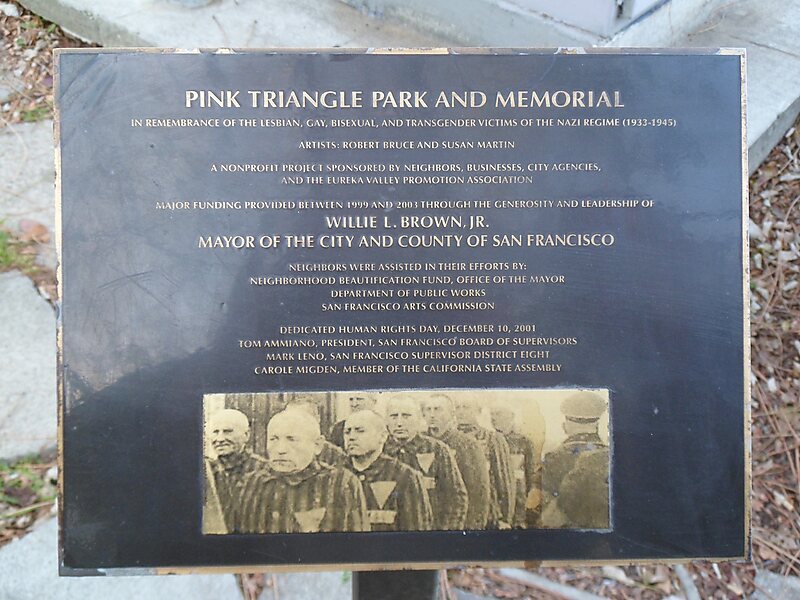 PINK TRIANGLE PARK AND MEMORIAL
IN REMEMBRANCE OF THE LESBIAN, GAY, BISEXUAL, AND TRANSGENDER VICTIMS OF THE NAZI REGIME (1933-1945)
ARTISTS: ROBERT BRUCE AND SUSAN MARTIN
A NONPROFIT PROJECT SPONSORED BY NEIGHBORS, BUSINESSES, CITY AGENCIES,
AND THE EUREKA VALLEY PROMOTION ASSOCIATION
MAJOR FUNDING PROVIDED BETWEEN 1999 AND 2003 THROUGH THE GENEROSITY AND LEADERSHIP OF
WILLIE L. BROWN, JR.
MAYOR OF THE CITY AND COUNTY OF SAN FRANCISCO
NEIGHBORS WERE ASSISTED IN THEIR EFFORTS BY:
NEIGHBORHOOD BEAUTIFICATION FUND, OFFICE OF THE MAYOR
DEPARTMENT OF PUBLIC WORKS
SAN FRANCISCO ARTS COMMISSION
DEDICATED HUMAN RIGHTS DAY, DECEMBER 10, 2001
TOM AMMIANO, PRESIDENT, SAN FRANCISCO BOARD OF SUPERVISORS
MARK LENO, SAN FRANCISCO SUPERVISOR DISTRICT EIGHT
CAROLE MIGDEN, MEMBER OF THE CALIFORNIA STATE ASSEMBLY